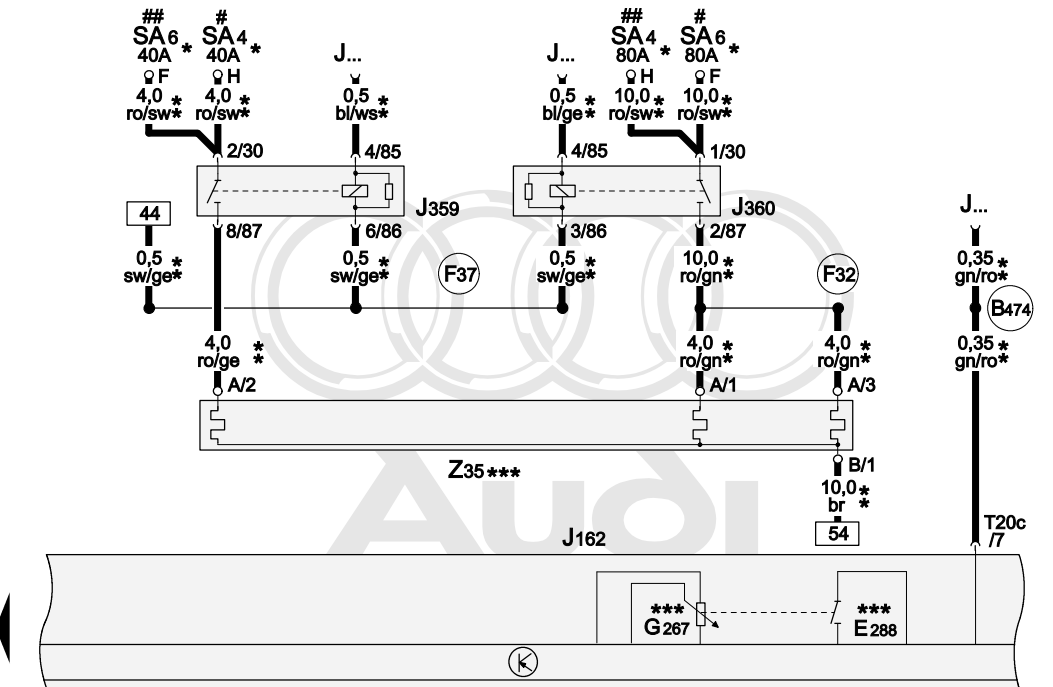 ## # ## #
SA6 * SA4 * SA4 * SA6 *
40A 40A J... J... 80A 80A
F H H F
4,0 * 4,0 * 0,5 * 0,5 * 10,0 * 10,0 *
ro/sw* ro/sw* bl/ws* bl/ge* ro/sw* ro/sw*
2/30 4/85 4/85 1/30
J359 J360
44 J...
8/87 6/86 3/86 2/87
0,5 * 0,5 * F37 0,5 * 10,0 * F32 0,35 *
sw/ge* sw/ge* sw/ge* ro/gn* gn/ro*
B474
4,0 * 4,0 * 4,0 * 0,35 *
ro/ge * ro/gn* ro/gn* gn/ro*
A/2 A/1 A/3
Z35*** B/1
10,0 *
br *
Audi
54 T20c
J162 /7
*** ***
G267 E288